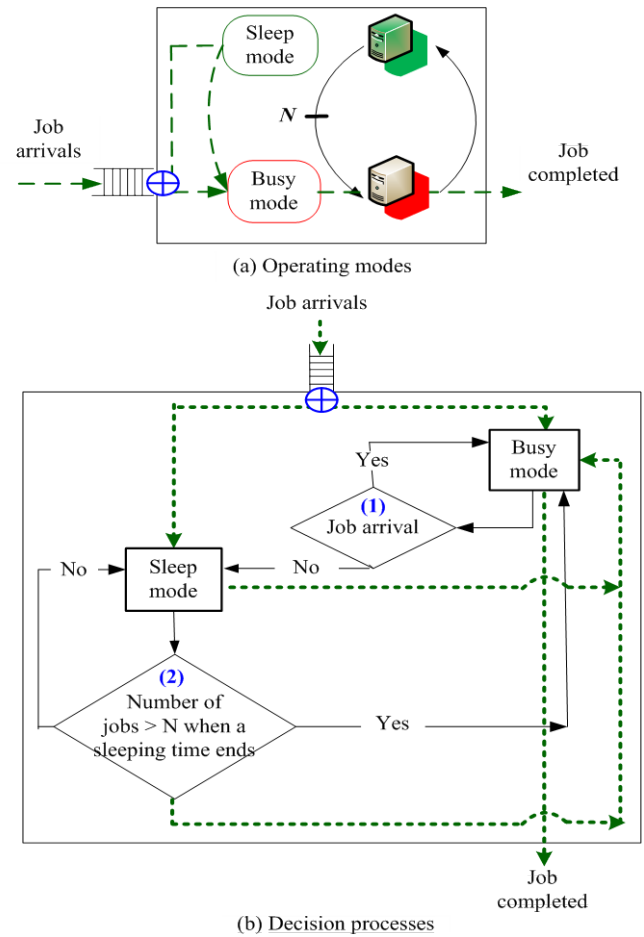 Sleep
mode
Job
arrivals
N
Busy
mode
Job
completed
(a) Operating modes
Job arrivals
Busy
mode
Yes
(1)
Job arrival
No
Sleep
mode
No
(2)
Number of
jobs > N when a
sleeping time ends
Yes
Job
completed
(b) Decision processes